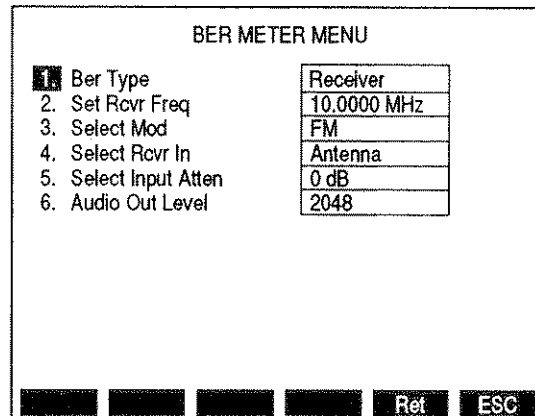 BER METER MENU
1. Ber Type Receiver
2. Set Rcvr Freq 10.0000 MHz
3. Select Mod FM
4. Select Rcvr In Antenna
5. Select Input Atten 0 dB
6. Audio Out Level 2048
Ret ESC